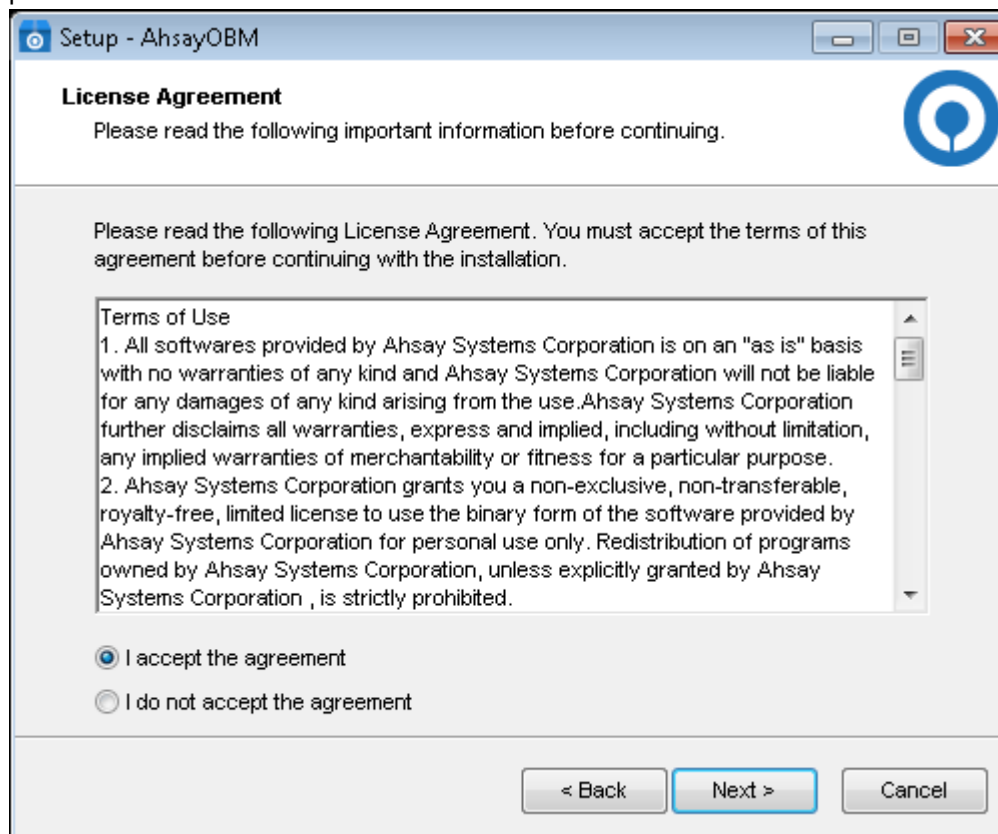 Setup - AhsayOBM
License Agreement
Please read the following important information before continuing.
Please read the following License Agreement. You must accept the terms of this
agreement before continuing with the installation.
Terms of Use
1. All softwares provided by Ahsay Systems Corporation is on an "as is" basis
with no warranties of any kind and Ahsay Systems Corporation will not be liable
for any damages of any kind arising from the use.Ahsay Systems Corporation
further disclaims all warranties, express and implied, including without limitation,
any implied warranties of merchantability or fitness for a particular purpose.
2. Ahsay Systems Corporation grants you a non-exclusive, non-transferable,
royalty-free, limited license to use the binary form of the software provided by
Ahsay Systems Corporation for personal use only. Redistribution of programs
owned by Ahsay Systems Corporation, unless explicitly granted by Ahsay
Systems Corporation , is strictly prohibited.
I accept the agreement
I do not accept the agreement
< Back Next > Cancel